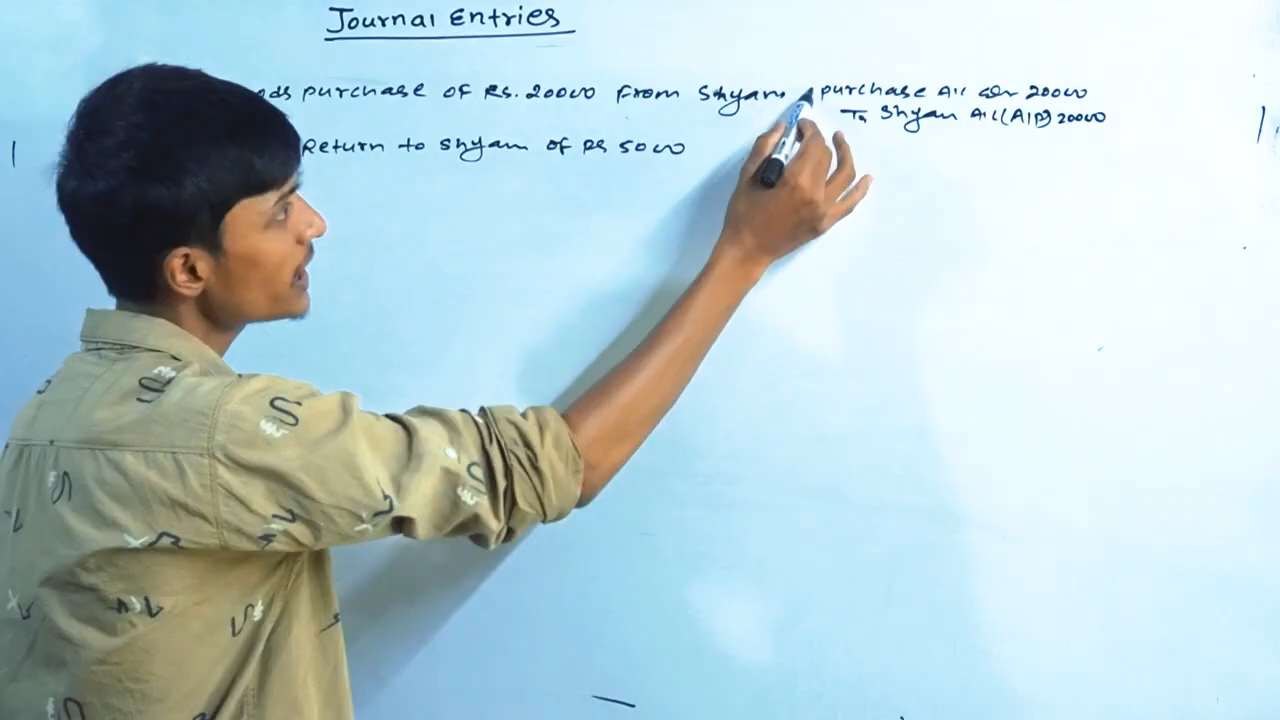 Journal Entries
ods purchase of Rs. 20000 from Shyam purchase A/c 20000
To Shyam A/c (A/P) 20000
Return to Shyam of Rs 5000